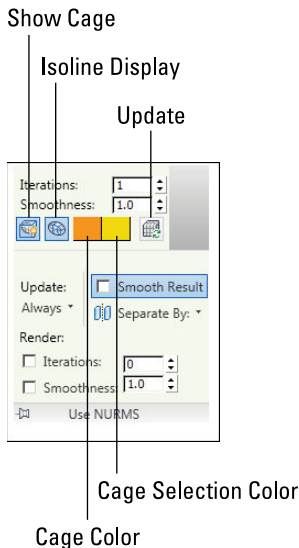 Show Cage
Isoline Display
Update
Iterations: 1
Smoothness: 1.0
Update: Smooth Result
Always Separate By:
Render:
Iterations: 0
Smoothness: 1.0
Use NURMS
Cage Selection Color
Cage Color